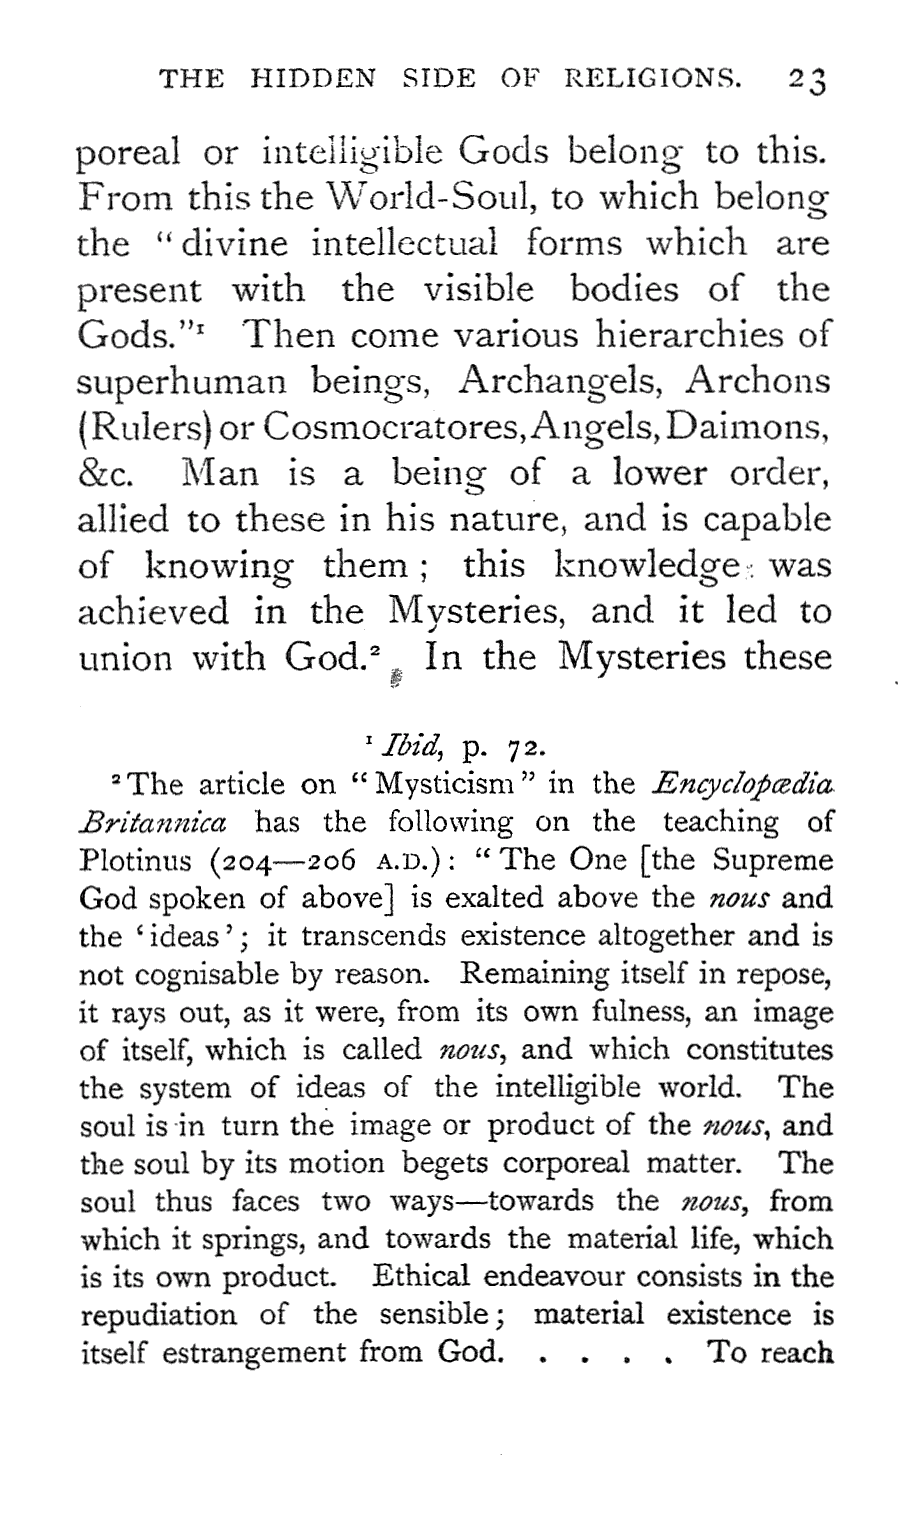 THE HIDDEN SIDE OF RELIGIONS. 23
poreal or intelligible Gods belong to this.
From this the World-Soul, to which belong
the “divine intellectual forms which are
present with the visible bodies of the
Gods.”¹ Then come various hierarchies of
superhuman beings, Archangels, Archons
(Rulers) or Cosmocratores, Angels, Daimons,
&c. Man is a being of a lower order,
allied to these in his nature, and is capable
of knowing them; this knowledge was
achieved in the Mysteries, and it led to
union with God.² In the Mysteries these
¹ Ibid, p. 72.
² The article on “Mysticism” in the Encyclopædia
Britannica has the following on the teaching of
Plotinus (204—206 A.D.): “The One [the Supreme
God spoken of above] is exalted above the nous and
the ‘ideas’; it transcends existence altogether and is
not cognisable by reason. Remaining itself in repose,
it rays out, as it were, from its own fulness, an image
of itself, which is called nous, and which constitutes
the system of ideas of the intelligible world. The
soul is in turn the image or product of the nous, and
the soul by its motion begets corporeal matter. The
soul thus faces two ways—towards the nous, from
which it springs, and towards the material life, which
is its own product. Ethical endeavour consists in the
repudiation of the sensible; material existence is
itself estrangement from God. . . . . To reach